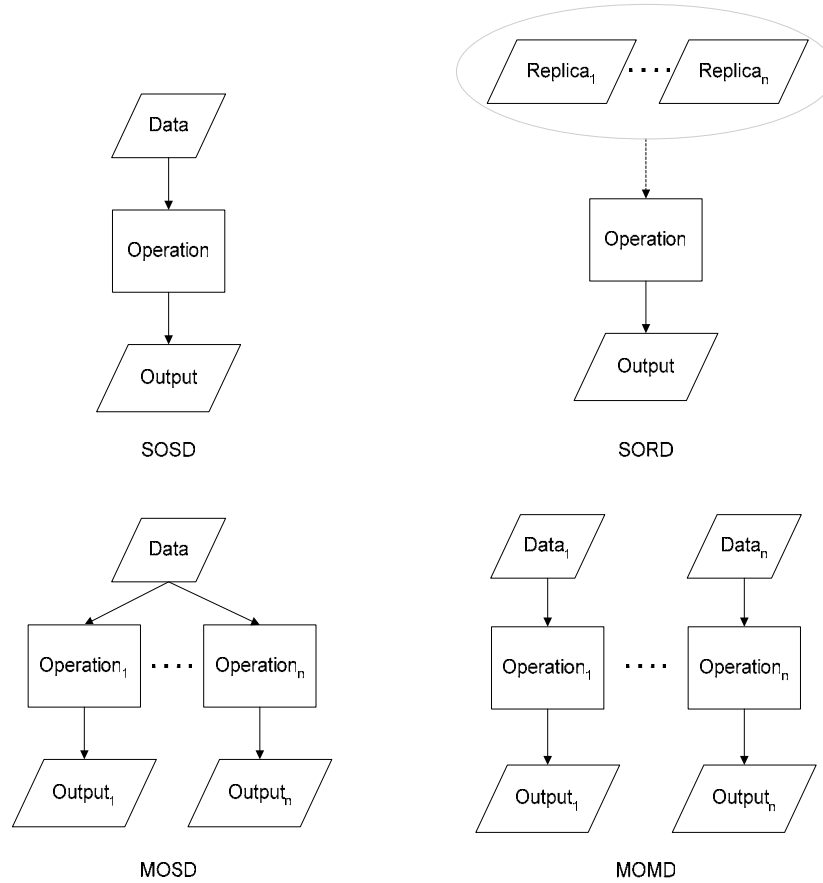 Data
Operation
Output
SOSD
Replica₁ .... Replicaₙ
Operation
Output
SORD
Data
Operation₁ .... Operationₙ
Output₁ Outputₙ
MOSD
Data₁ Dataₙ
Operation₁ .... Operationₙ
Output₁ Outputₙ
MOMD